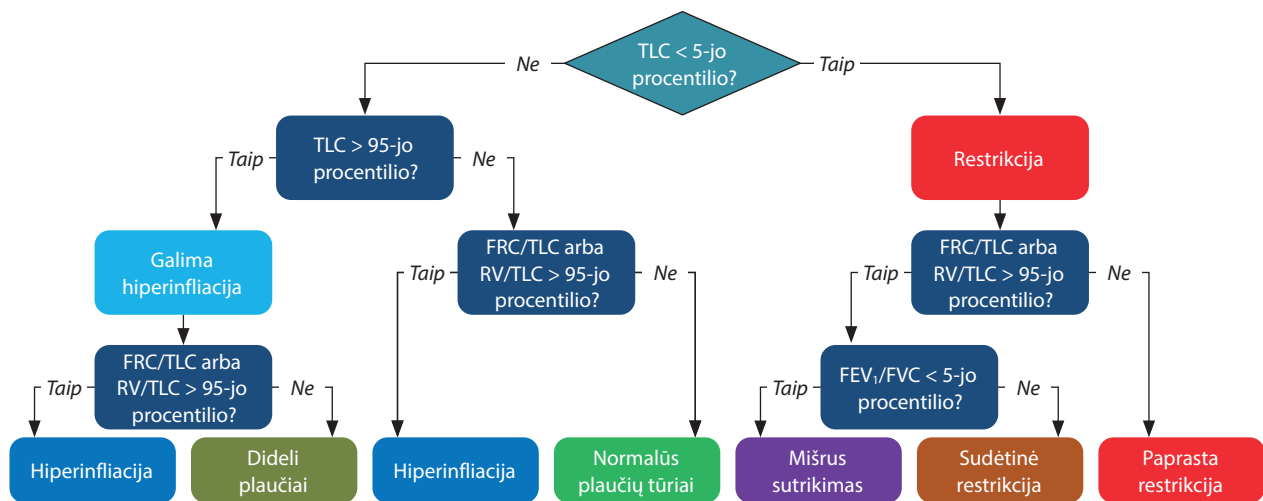 TLC < 5-jo
procentilio?
Ne
Taip
TLC > 95-jo
procentilio?
Taip
Ne
Restrikcija
Galima
hiperinfliacija
FRC/TLC arba
RV/TLC > 95-jo
procentilio?
Taip
Ne
FRC/TLC arba
RV/TLC > 95-jo
procentilio?
Taip
Ne
FRC/TLC arba
RV/TLC > 95-jo
procentilio?
Taip
Ne
FEV₁/FVC < 5-jo
procentilio?
Taip
Ne
Hiperinfliacija
Dideli
plaučiai
Hiperinfliacija
Normalūs
plaučių tūriai
Mišrus
sutrikimas
Sudėtinė
restrikcija
Paprasta
restrikcija